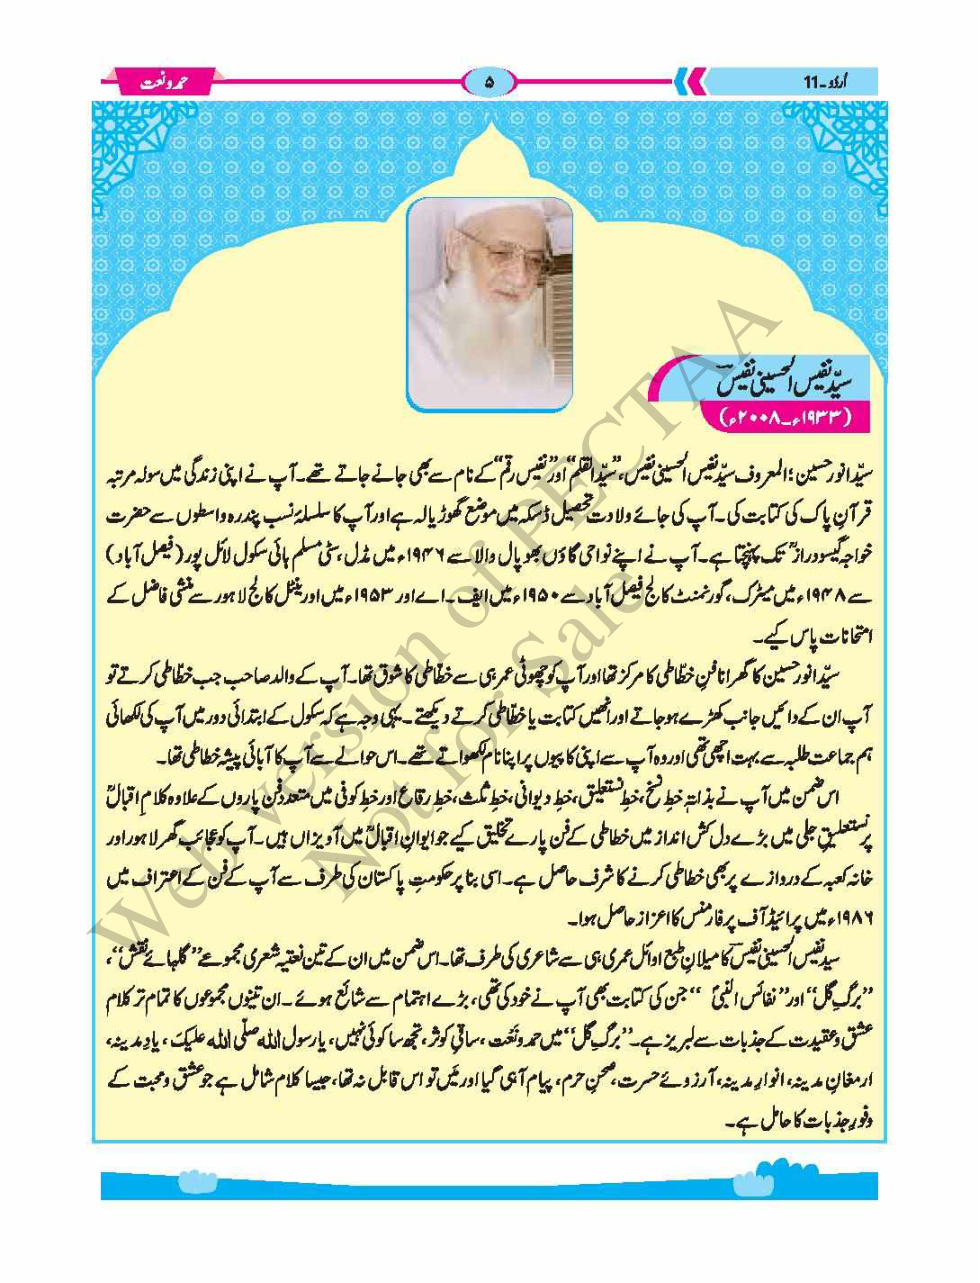 اُردو۔11
۵
حمد و نعت
سیّد نفیس الحسینی نفیسؔ
(۱۹۳۳ء۔۲۰۰۸ء)
سیّد انور حسین؛ المعروف سیّد نفیس الحسینی نفیس، ”سیّد القلم“ اور ”نفیس رقم“ کے نام سے بھی جانے جاتے تھے۔ آپ نے اپنی زندگی میں سولہ مرتبہ
قرآنِ پاک کی کتابت کی۔ آپ کی جائے ولادت تحصیل ڈسکہ میں موضع گھوڑیالہ ہے اور آپ کا سلسلۂ نسب پندرہ واسطوں سے حضرت
خواجہ گیسو درازؒ تک پہنچتا ہے۔ آپ نے اپنے نواحی گاؤں بھوپال والا سے ۱۹۴۶ء میں مڈل، سٹی مسلم ہائی سکول لائل پور (فیصل آباد)
سے ۱۹۴۸ء میں میٹرک، گورنمنٹ کالج فیصل آباد سے ۱۹۵۰ء میں ایف۔اے اور ۱۹۵۳ء میں اورینٹل کالج لاہور سے منشی فاضل کے
امتحانات پاس کیے۔
سیّد انور حسین کا گھرانا فنِ خطّاطی کا مرکز تھا اور آپ کو چھوٹی عمر ہی سے خطّاطی کا شوق تھا۔ آپ کے والد صاحب جب خطّاطی کرتے تو
آپ ان کے دائیں جانب کھڑے ہو جاتے اور انھیں کتابت یا خطّاطی کرتے دیکھتے۔ یہی وجہ ہے کہ سکول کے ابتدائی دور میں آپ کی لکھائی
ہم جماعت طلبہ سے بہت اچھی تھی اور وہ آپ سے اپنی کاپیوں پر اپنا نام لکھواتے تھے۔ اس حوالے سے آپ کا آبائی پیشہ خطاطی تھا۔
اس ضمن میں آپ نے بذاتہٖ خطِ نسخ، خطِ نستعلیق، خطِ دیوانی، خطِ ثلث، خطِ رقاع اور خطِ کوفی میں متعدد فن پاروں کے علاوہ کلامِ اقبالؒ
پر نستعلیقِ جلی میں بڑے دل کش انداز میں خطاطی کے فن پارے تخلیق کیے جو ایوانِ اقبالؒ میں آویزاں ہیں۔ آپ کو عجائب گھر لاہور اور
خانہ کعبہ کے دروازے پر بھی خطاطی کرنے کا شرف حاصل ہے۔ اسی بنا پر حکومتِ پاکستان کی طرف سے آپ کے فن کے اعتراف میں
۱۹۸۶ء میں پرائیڈ آف پرفارمنس کا اعزاز حاصل ہوا۔
سیّد نفیس الحسینی نفیسؔ کا میلانِ طبع اوائل عمری ہی سے شاعری کی طرف تھا۔ اس ضمن میں ان کے تین نعتیہ شعری مجموعے ”گلہائے نقش“،
”برگِ گل“ اور ”نفائس النبیؐ“ جن کی کتابت بھی آپ نے خود کی تھی، بڑے اہتمام سے شائع ہوئے۔ ان تینوں مجموعوں کا تمام تر کلام
عشق و عقیدت کے جذبات سے لبریز ہے۔ ”برگِ گل“ میں حمد و نَعْت، ساقیِ کوثر، تجھ سا کوئی نہیں، یا رسول اللہ صلّی اللہ علیکَ، یادِ مدینہ،
ارمغانِ مدینہ، انوارِ مدینہ، آرزوئے حسرت، صحنِ حرم، پیام آہی گیا اور مَیں تو اس قابل نہ تھا، جیسا کلام شامل ہے جو عشق و محبت کے
وفورِ جذبات کا حامل ہے۔
Web version of PECTAA
Not for Sale